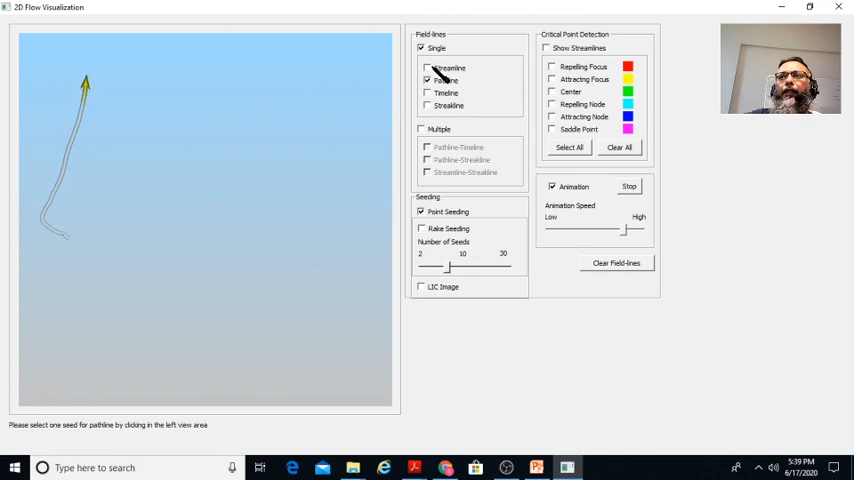 2D Flow Visualization
Field-lines
Single
Streamline
Pathline
Timeline
Streakline
Multiple
Pathline-Timeline
Pathline-Streakline
Streamline-Streakline
Seeding
Point Seeding
Rake Seeding
Number of Seeds
2 10 30
LIC Image
Critical Point Detection
Show Streamlines
Repelling Focus
Attracting Focus
Center
Repelling Node
Attracting Node
Saddle Point
Select All Clear All
Animation Stop
Animation Speed
Low High
Clear Field-lines
Please select one seed for pathline by clicking in the left view area
Type here to search
5:39 PM
6/17/2020